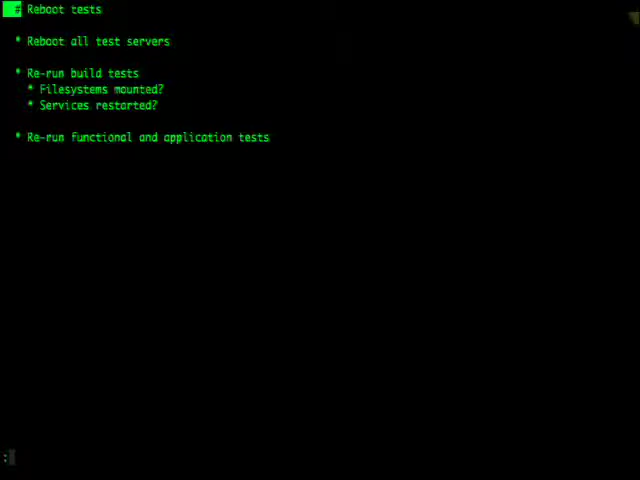 # Reboot tests
* Reboot all test servers
* Re-run build tests
* Filesystems mounted?
* Services restarted?
* Re-run functional and application tests
: